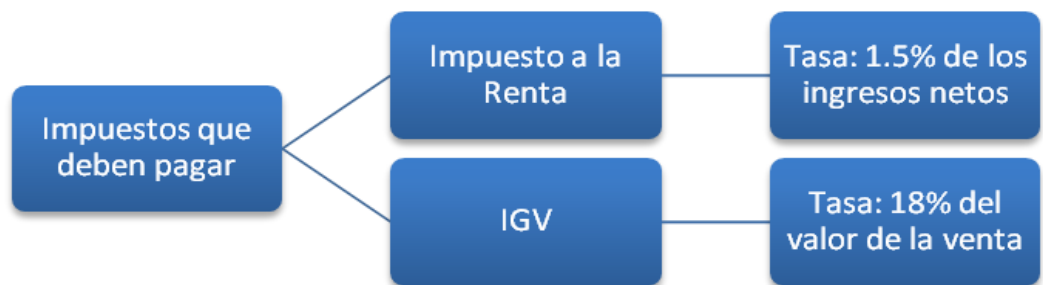 Impuestos que
deben pagar
Impuesto a la
Renta
Tasa: 1.5% de los
ingresos netos
IGV
Tasa: 18% del
valor de la venta